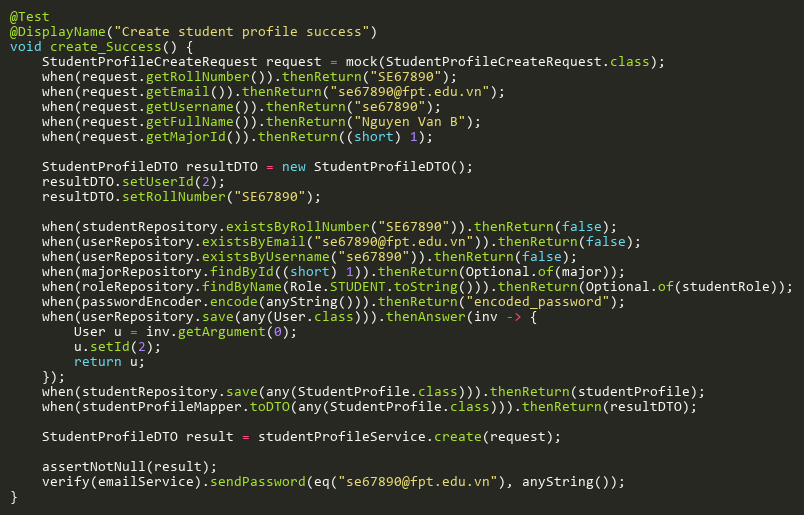 @Test
@DisplayName("Create student profile success")
void create_Success() {
    StudentProfileCreateRequest request = mock(StudentProfileCreateRequest.class);
    when(request.getRollNumber()).thenReturn("SE67890");
    when(request.getEmail()).thenReturn("se67890@fpt.edu.vn");
    when(request.getUsername()).thenReturn("se67890");
    when(request.getFullName()).thenReturn("Nguyen Van B");
    when(request.getMajorId()).thenReturn((short) 1);

    StudentProfileDTO resultDTO = new StudentProfileDTO();
    resultDTO.setUserId(2);
    resultDTO.setRollNumber("SE67890");

    when(studentRepository.existsByRollNumber("SE67890")).thenReturn(false);
    when(userRepository.existsByEmail("se67890@fpt.edu.vn")).thenReturn(false);
    when(userRepository.existsByUsername("se67890")).thenReturn(false);
    when(majorRepository.findById((short) 1)).thenReturn(Optional.of(major));
    when(roleRepository.findByName(Role.STUDENT.toString())).thenReturn(Optional.of(studentRole));
    when(passwordEncoder.encode(anyString())).thenReturn("encoded_password");
    when(userRepository.save(any(User.class))).thenAnswer(inv -> {
        User u = inv.getArgument(0);
        u.setId(2);
        return u;
    });
    when(studentRepository.save(any(StudentProfile.class))).thenReturn(studentProfile);
    when(studentProfileMapper.toDTO(any(StudentProfile.class))).thenReturn(resultDTO);

    StudentProfileDTO result = studentProfileService.create(request);

    assertNotNull(result);
    verify(emailService).sendPassword(eq("se67890@fpt.edu.vn"), anyString());
}